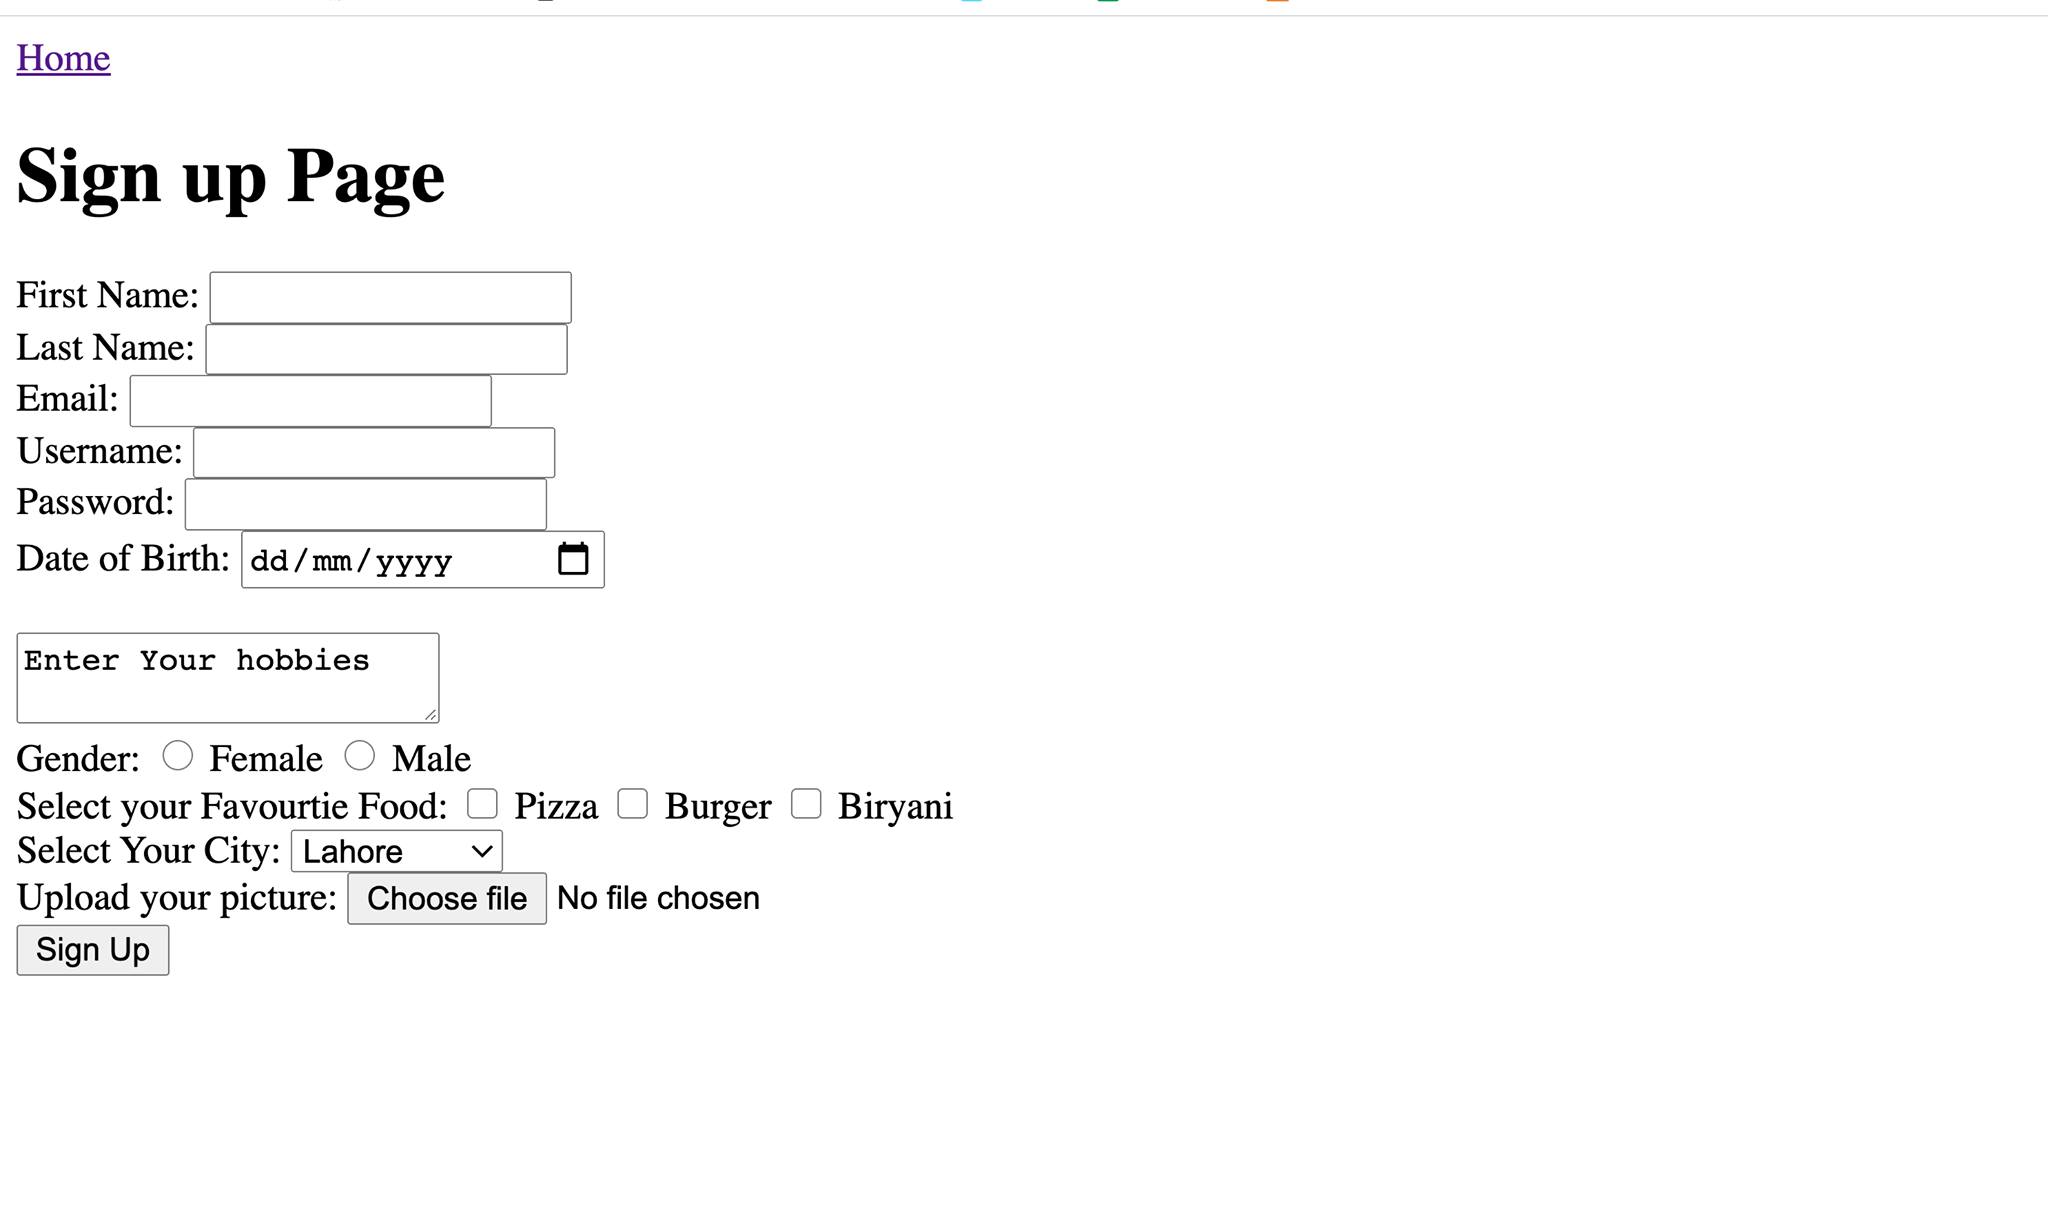 Home
Sign up Page
First Name:
Last Name:
Email:
Username:
Password:
Date of Birth: dd/mm/yyyy
Enter Your hobbies
Gender: Female Male
Select your Favourtie Food: Pizza Burger Biryani
Select Your City: Lahore
Upload your picture: Choose file No file chosen
Sign Up